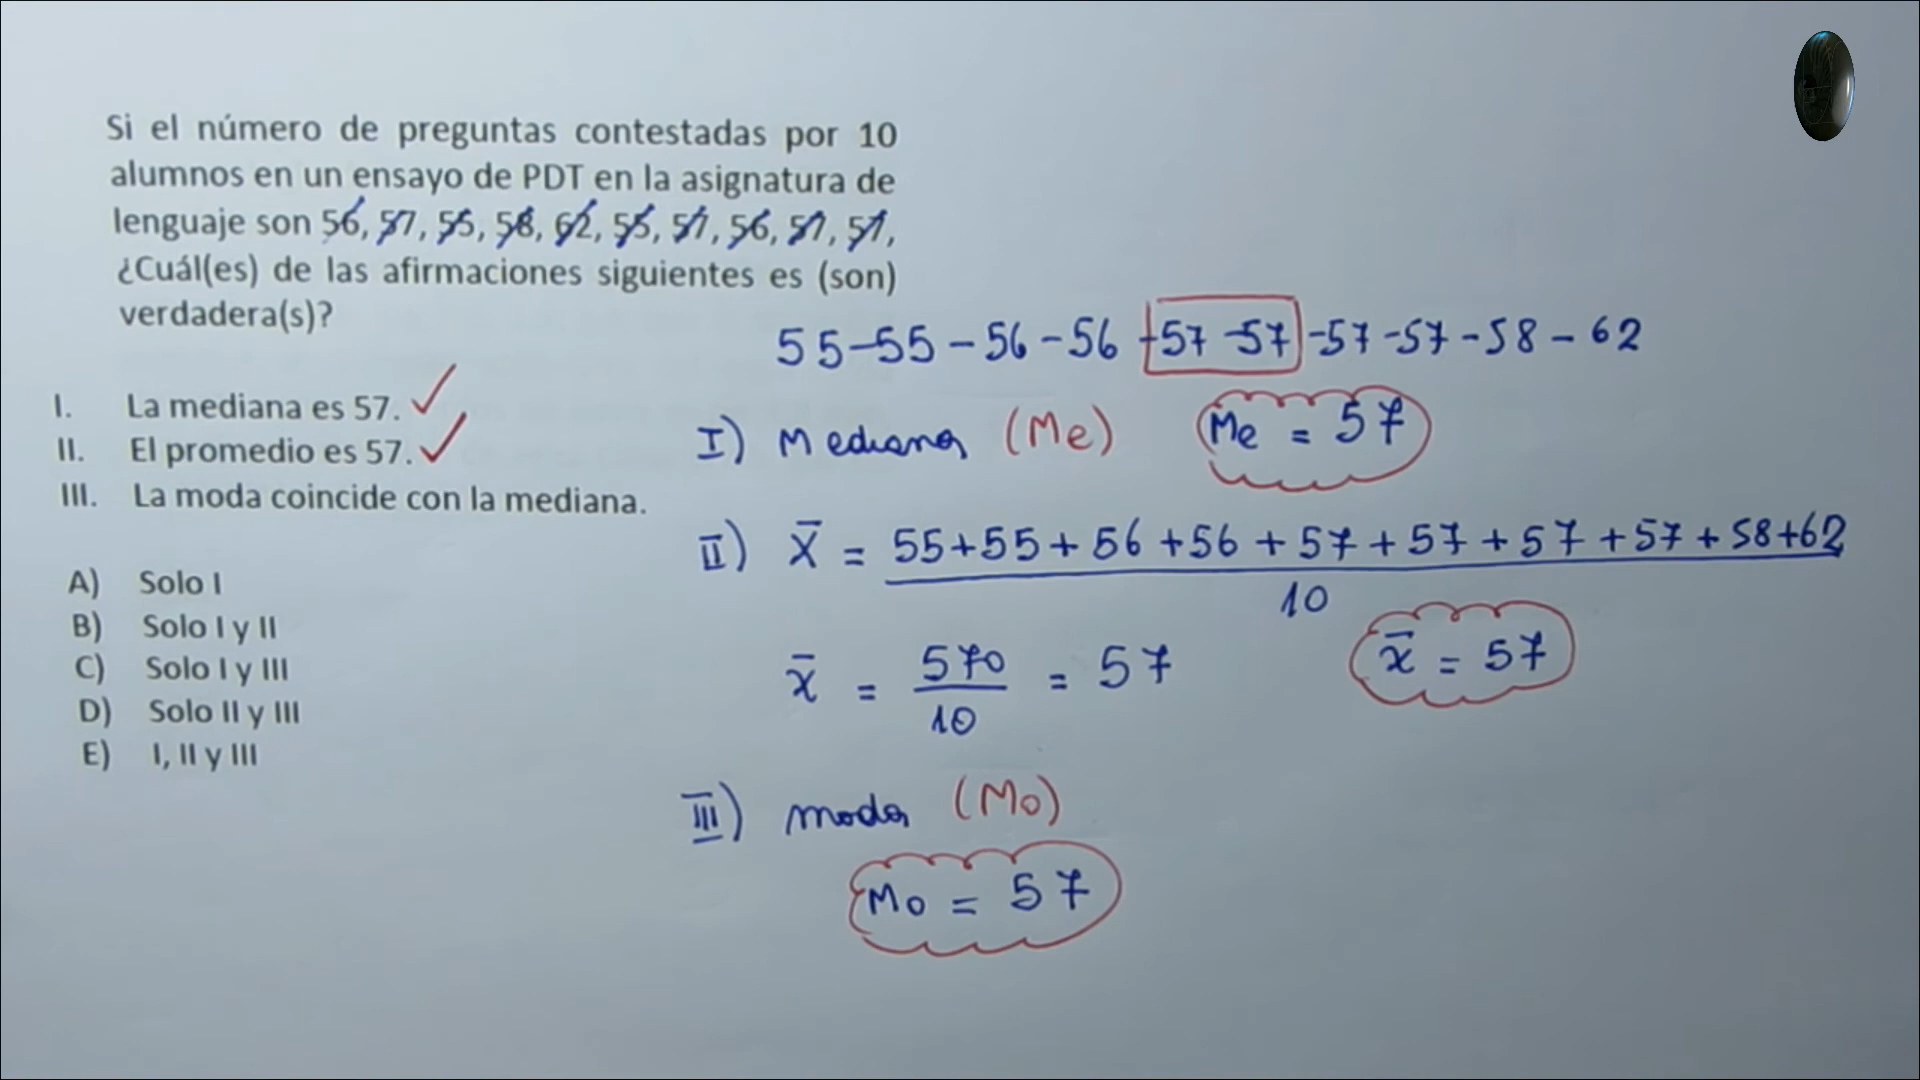 Si el número de preguntas contestadas por 10
alumnos en un ensayo de PDT en la asignatura de
lenguaje son 56, 57, 55, 58, 62, 55, 57, 56, 57, 57,
¿Cuál(es) de las afirmaciones siguientes es (son)
verdadera(s)?
I. La mediana es 57. ✓
II. El promedio es 57. ✓
III. La moda coincide con la mediana.
A) Solo I
B) Solo I y II
C) Solo I y III
D) Solo II y III
E) I, II y III
55-55-56-56-57-57-57-57-58-62
I) Mediana (Me) Me = 57
II) X̄ = 55+55+56+56+57+57+57+57+58+62
10
x̄ = 570 = 57
10
x̄ = 57
III) moda (Mo)
Mo = 57